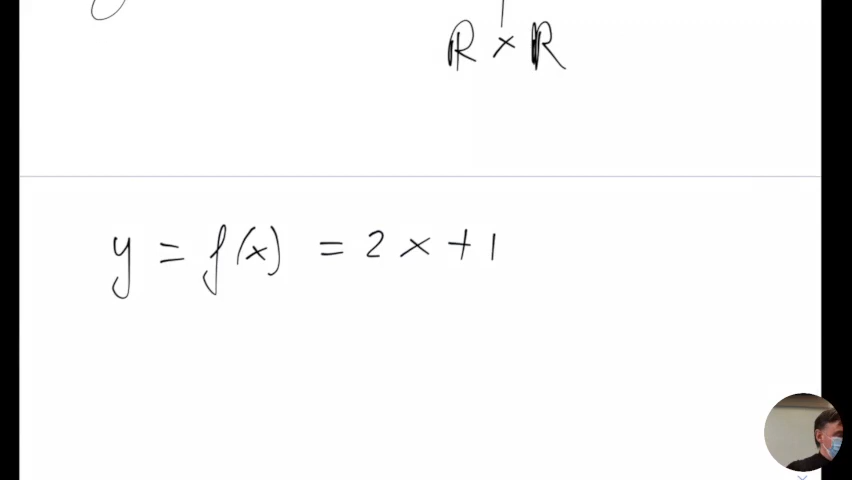 ℝ × ℝ
y = f(x) = 2x + 1